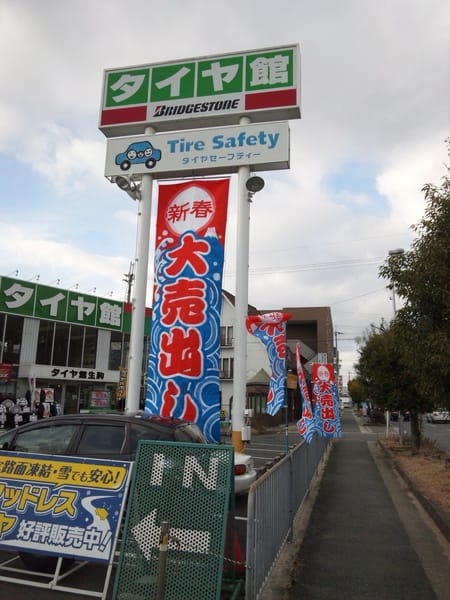 タイヤ館
BRIDGESTONE
Tire Safety
タイヤセーフティー
新春
大売出し
タイヤ館
タイヤ館生駒
大売出し
路面凍結・雪でも安心!
ッドレス
ヤ 好評販売中!
IN